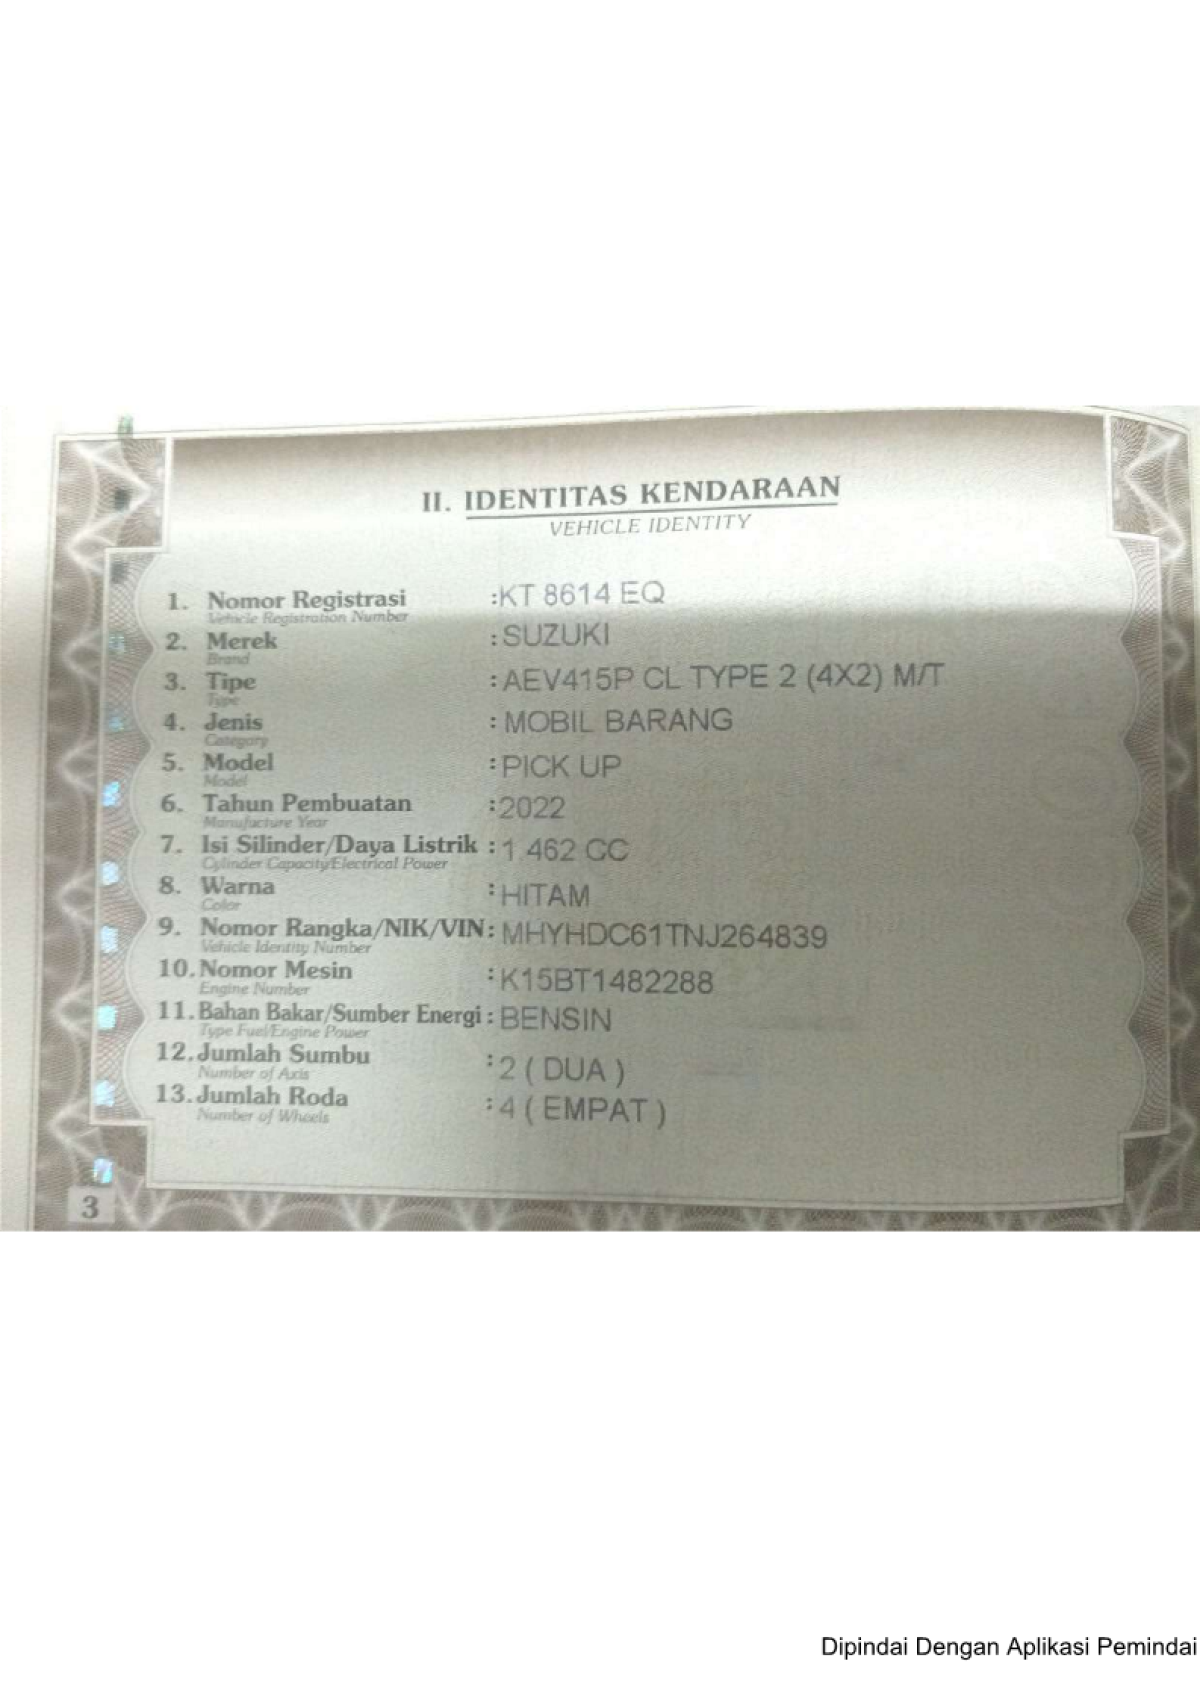 II. IDENTITAS KENDARAAN
VEHICLE IDENTITY
1. Nomor Registrasi :KT 8614 EQ
Vehicle Registration Number
2. Merek : SUZUKI
Brand
3. Tipe : AEV415P CL TYPE 2 (4X2) M/T
Type
4. Jenis : MOBIL BARANG
Category
5. Model : PICK UP
Model
6. Tahun Pembuatan : 2022
Manufacture Year
7. Isi Silinder/Daya Listrik : 1.462 CC
Cylinder Capacity/Electrical Power
8. Warna : HITAM
Color
9. Nomor Rangka/NIK/VIN: MHYHDC61TNJ264839
Vehicle Identity Number
10. Nomor Mesin : K15BT1482288
Engine Number
11. Bahan Bakar/Sumber Energi : BENSIN
Type Fuel/Engine Power
12. Jumlah Sumbu : 2 ( DUA )
Number of Axis
13. Jumlah Roda : 4 ( EMPAT )
Number of Wheels
3
Dipindai Dengan Aplikasi Pemindai